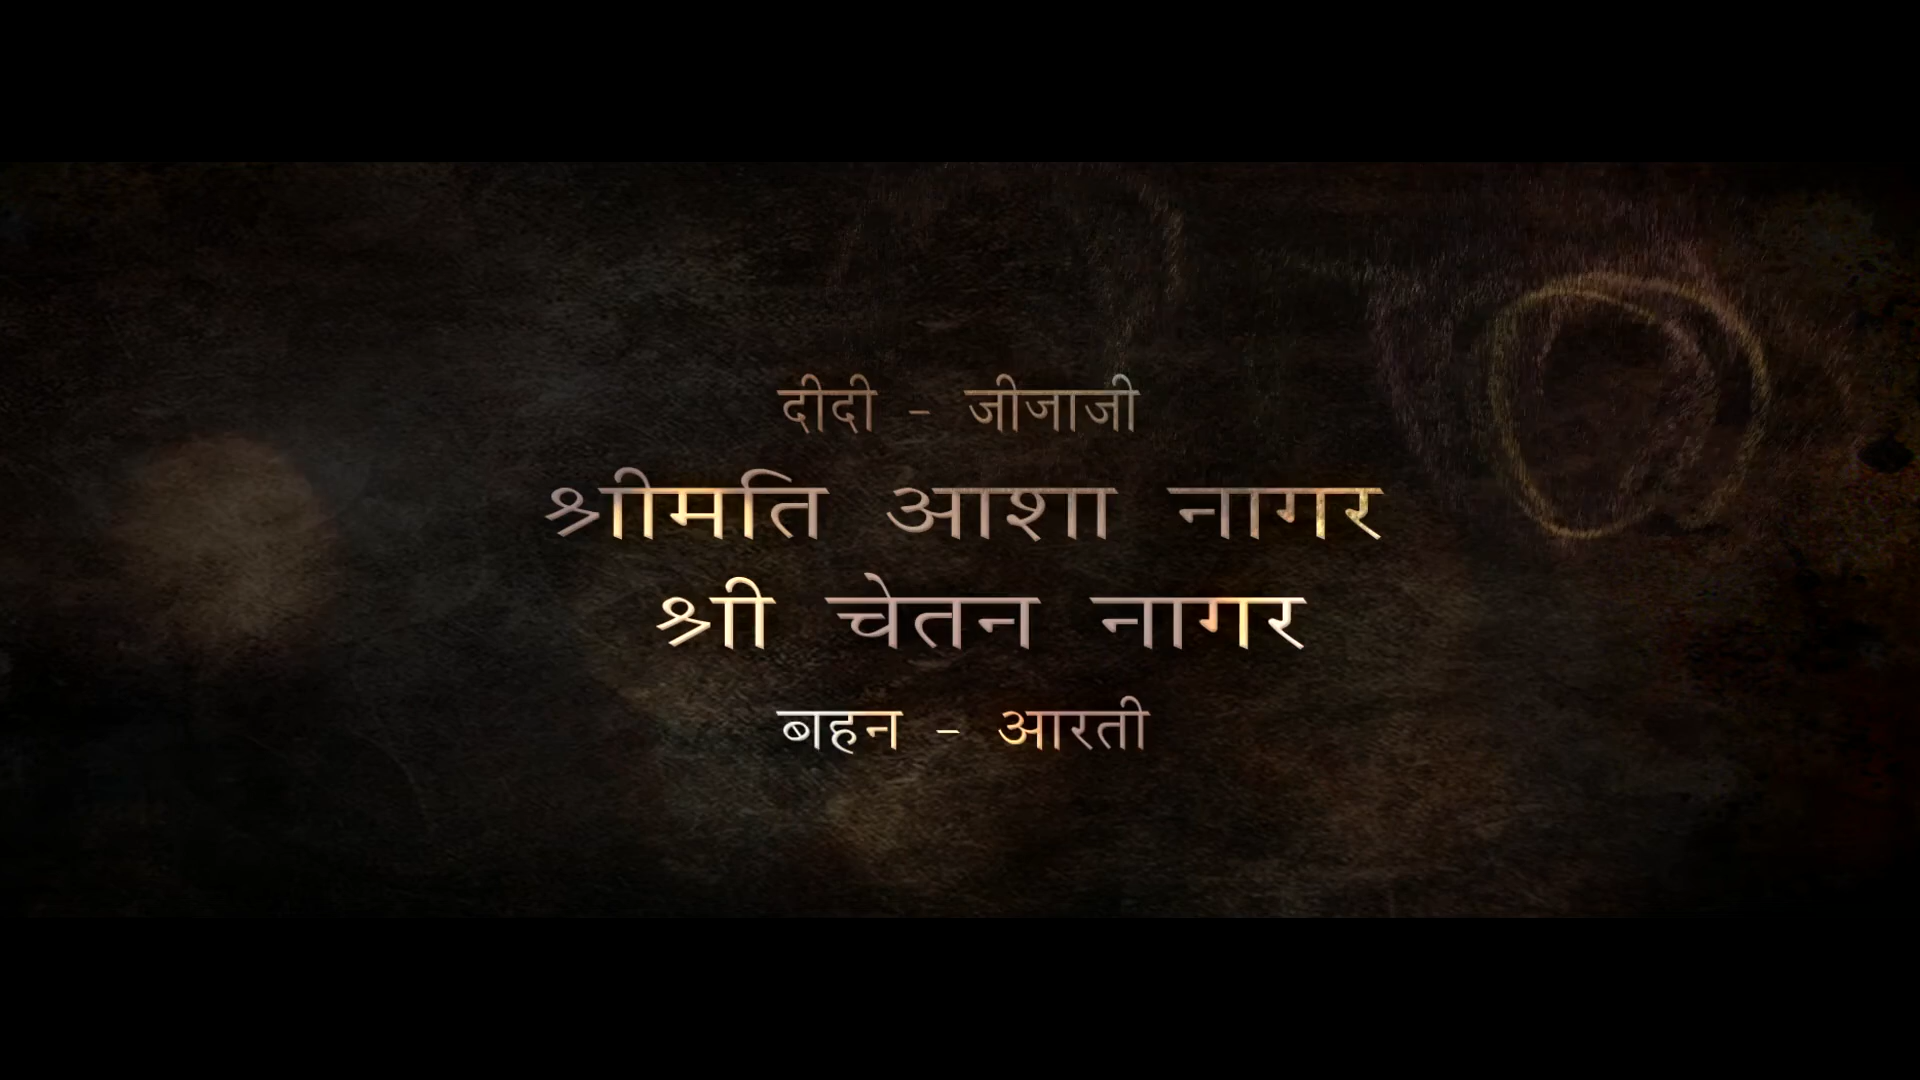 दीदी - जीजाजी
श्रीमति आशा नागर
श्री चेतन नागर
बहन - आरती